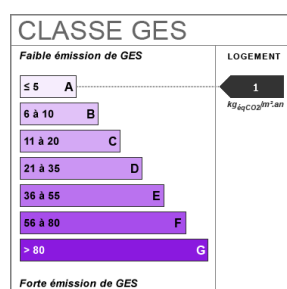 CLASSE GES
Faible émission de GES
LOGEMENT
≤ 5 A
1
kgéqCO2/m².an
6 à 10 B
11 à 20 C
21 à 35 D
36 à 55 E
56 à 80 F
> 80 G
Forte émission de GES